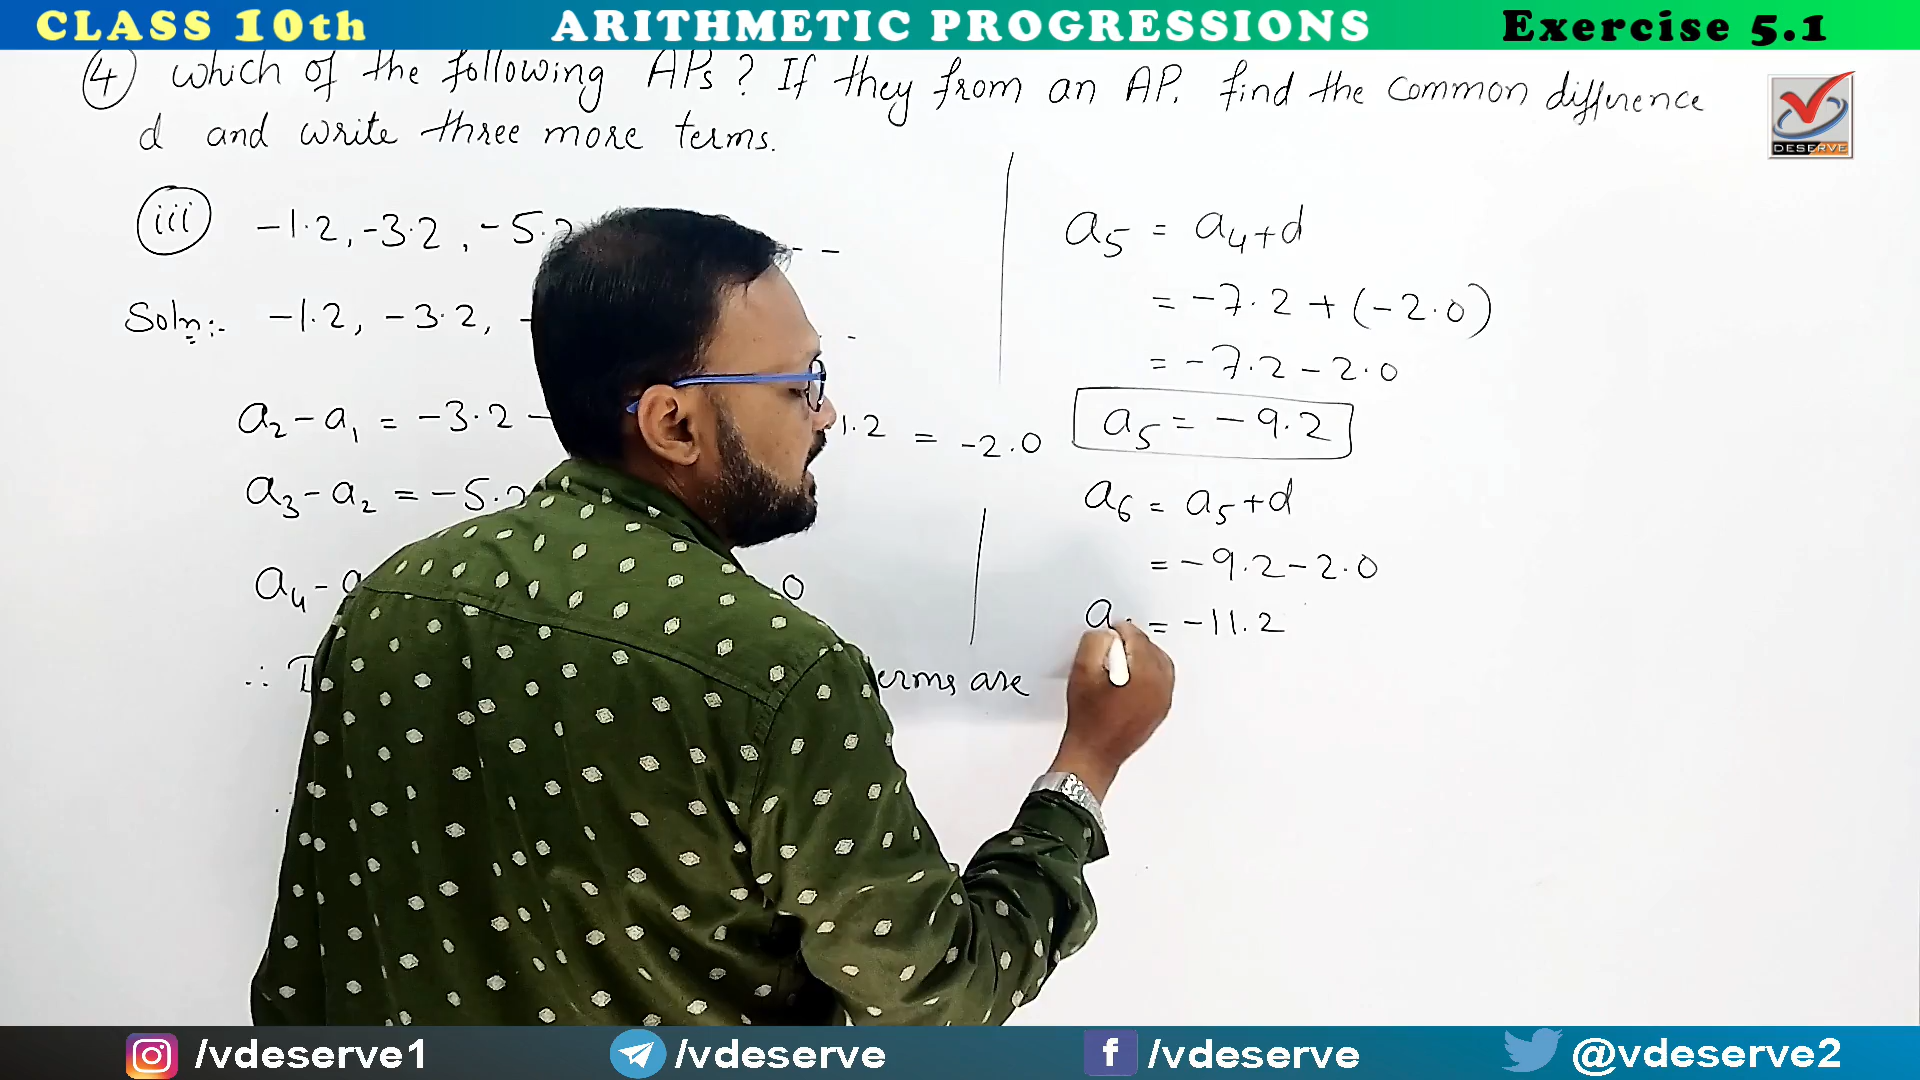 CLASS 10th ARITHMETIC PROGRESSIONS Exercise 5.1
④ Which of the following APs? If they from an AP. find the common difference
d and write three more terms.
DESERVE
(iii) -1.2, -3.2, -5.2 - -
Soln:- -1.2, -3.2, -
a₂ - a₁ = -3.2 - 1.2 = -2.0
a₃ - a₂ = -5.2
a₄ - a 0
∴ terms are
a₅ = a₄ + d
= -7.2 + (-2.0)
= -7.2 - 2.0
a₅ = -9.2
a₆ = a₅ + d
= -9.2 - 2.0
a = -11.2
/vdeserve1 /vdeserve /vdeserve @vdeserve2